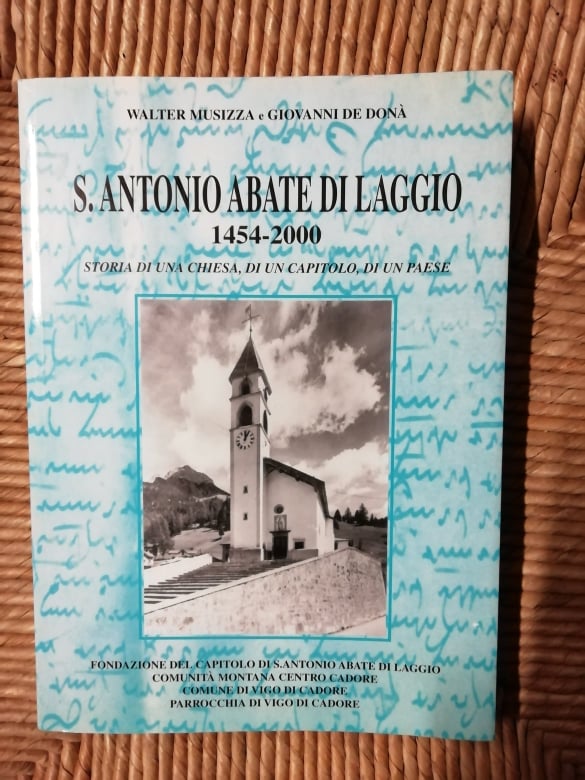 WALTER MUSIZZA e GIOVANNI DE DONÀ
S. ANTONIO ABATE DI LAGGIO
1454-2000
STORIA DI UNA CHIESA, DI UN CAPITOLO, DI UN PAESE
FONDAZIONE DEL CAPITOLO DI S.ANTONIO ABATE DI LAGGIO
COMUNITÀ MONTANA CENTRO CADORE
COMUNE DI VIGO DI CADORE
PARROCCHIA DI VIGO DI CADORE